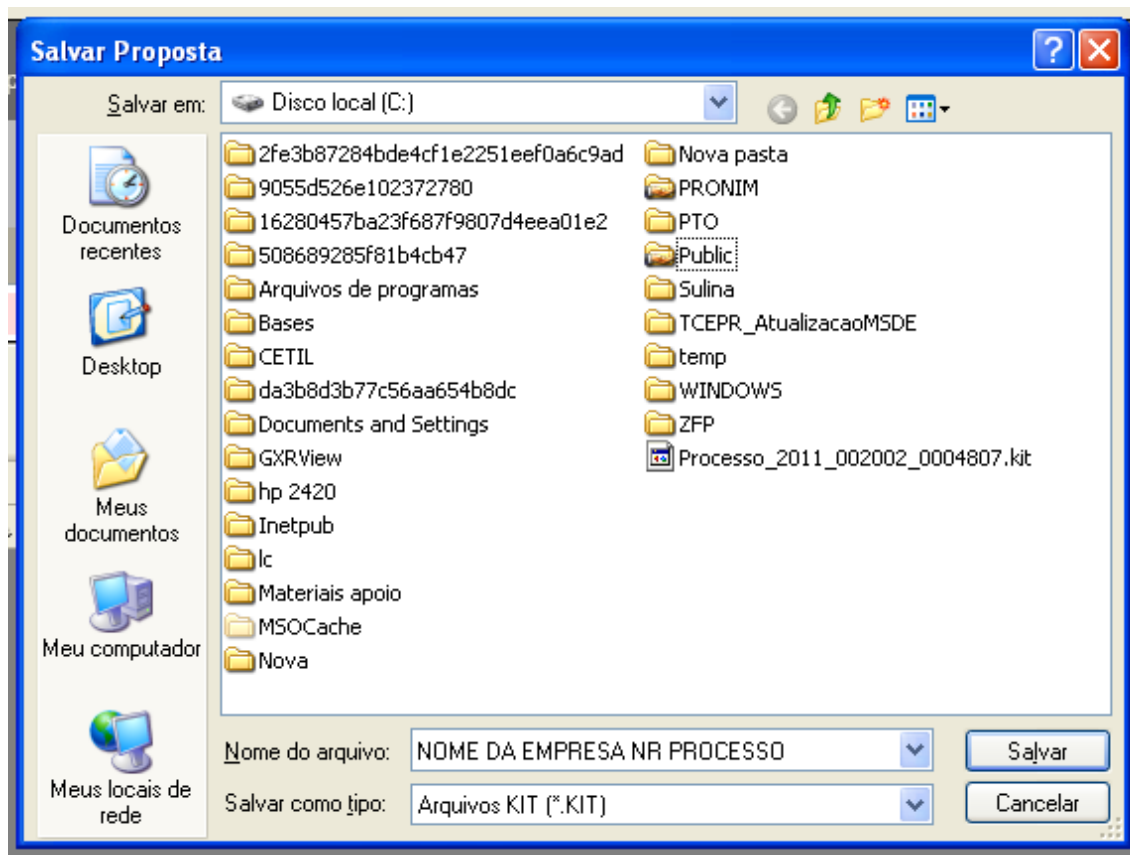 Salvar Proposta
Salvar em:
Disco local (C:)
Documentos
recentes
Desktop
Meus
documentos
Meu computador
Meus locais de
rede
2fe3b87284bde4cf1e2251eef0a6c9ad
9055d526e102372780
16280457ba23f687f9807d4eea01e2
508689285f81b4cb47
Arquivos de programas
Bases
CETIL
da3b8d3b77c56aa654b8dc
Documents and Settings
GXRView
hp 2420
Inetpub
lc
Materiais apoio
MSOCache
Nova
Nova pasta
PRONIM
PTO
Public
Sulina
TCEPR_AtualizacaoMSDE
temp
WINDOWS
ZFP
Processo_2011_002002_0004807.kit
Nome do arquivo:
NOME DA EMPRESA NR PROCESSO
Salvar
Salvar como tipo:
Arquivos KIT (*.KIT)
Cancelar